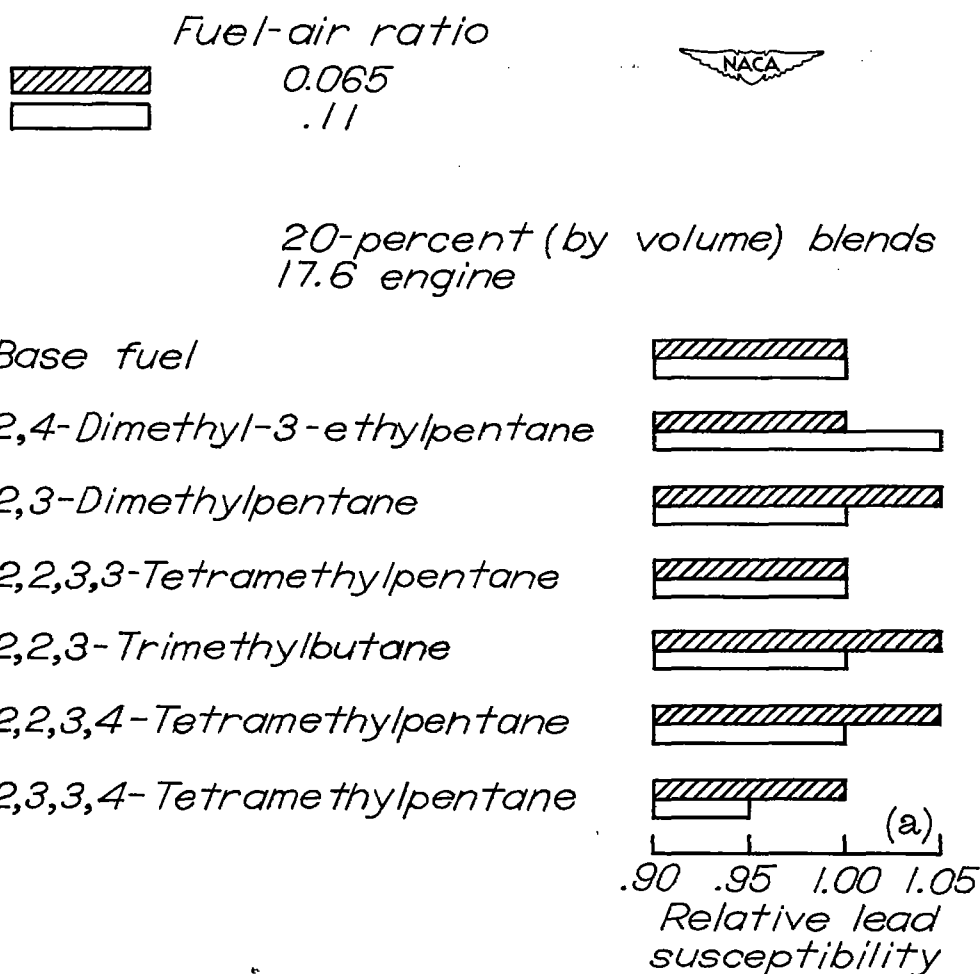 Fuel-air ratio
0.065
.11
NACA
20-percent (by volume) blends
17.6 engine
Base fuel
2,4-Dimethyl-3-ethylpentane
2,3-Dimethylpentane
2,2,3,3-Tetramethylpentane
2,2,3-Trimethylbutane
2,2,3,4-Tetramethylpentane
2,3,3,4-Tetramethylpentane
(a)
.90 .95 1.00 1.05
Relative lead
susceptibility